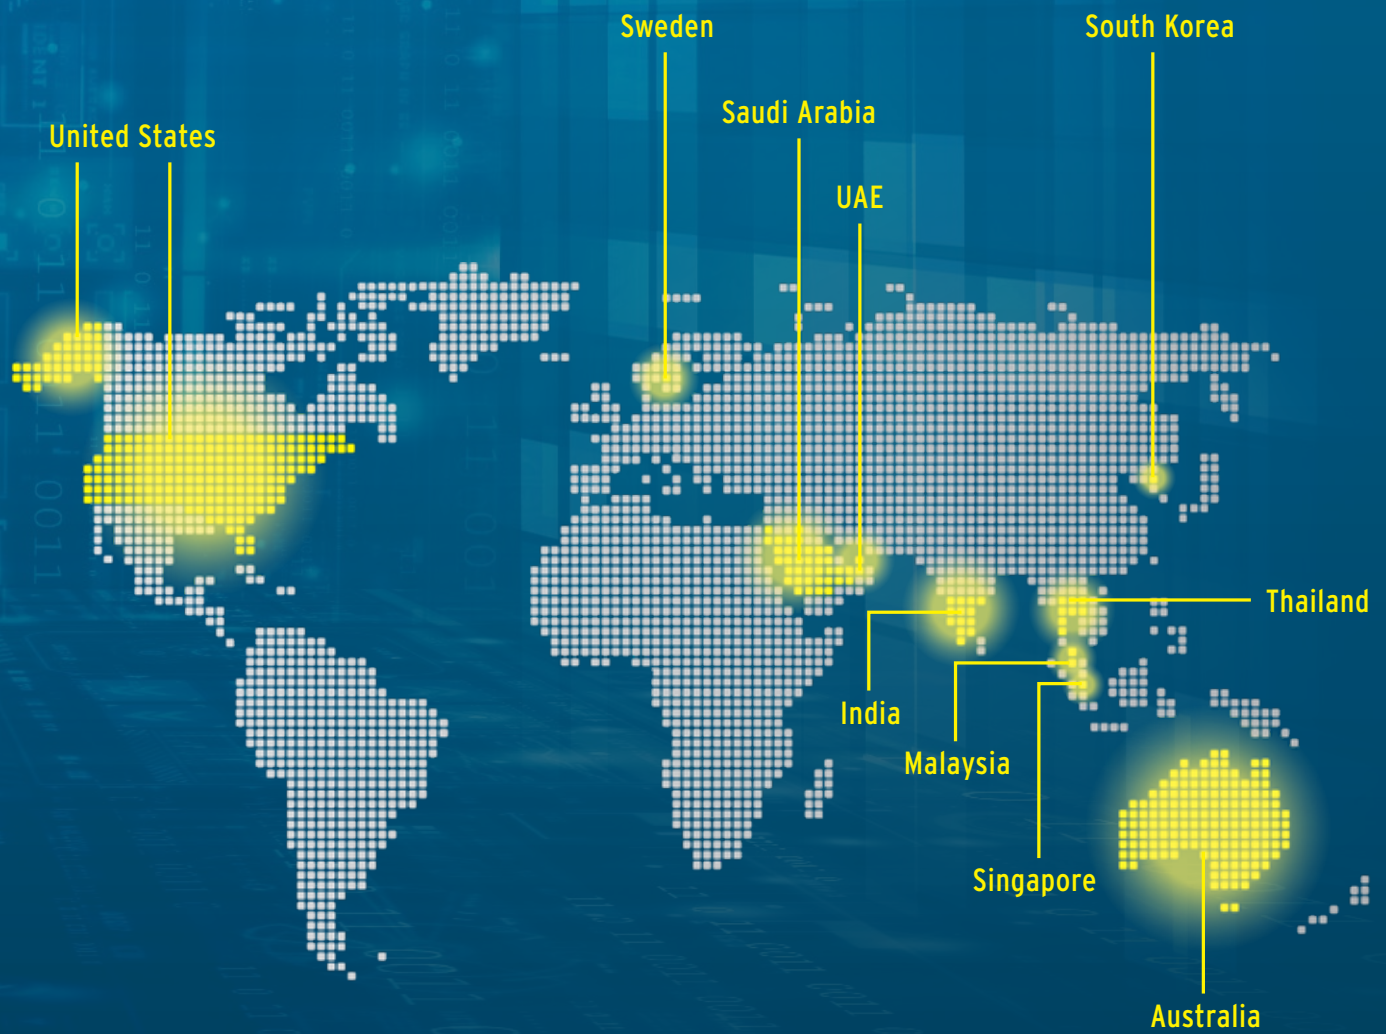 Sweden
South Korea
Saudi Arabia
United States
UAE
Thailand
India
Malaysia
Singapore
Australia